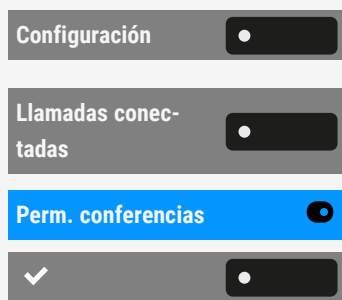 Configuración
Llamadas conec-
tadas
Perm. conferencias